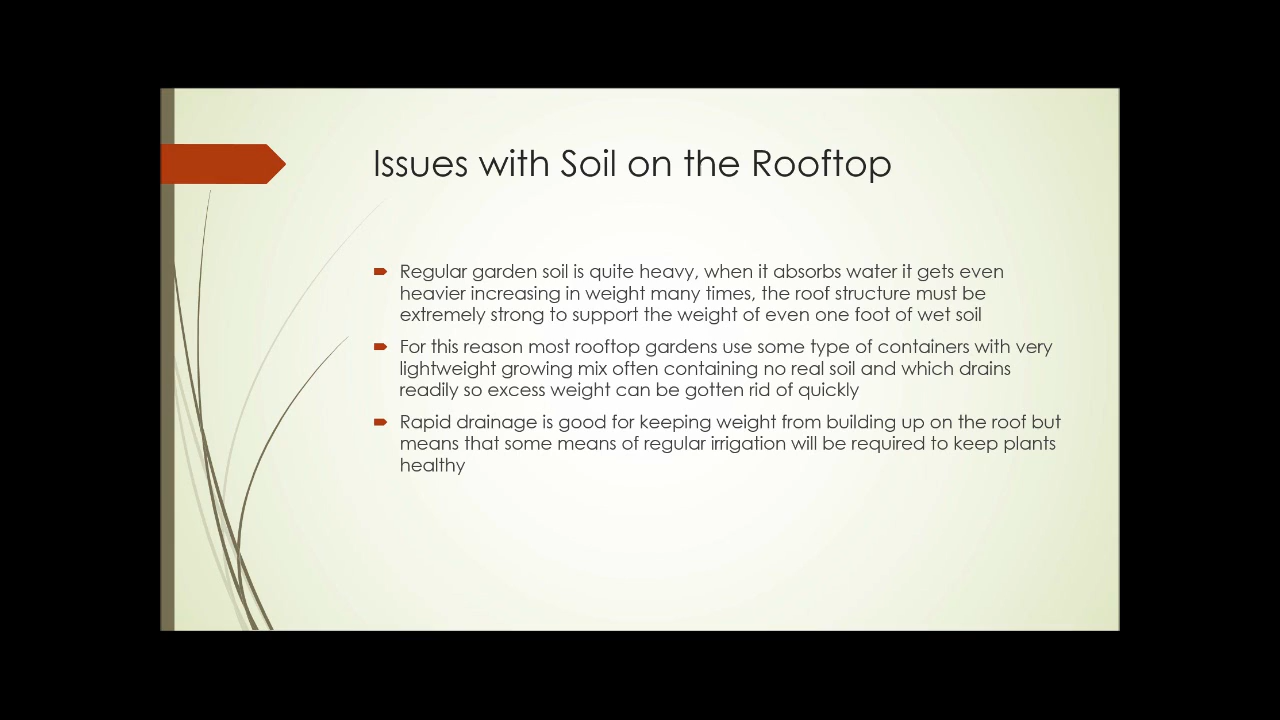 Issues with Soil on the Rooftop
Regular garden soil is quite heavy, when it absorbs water it gets even
heavier increasing in weight many times, the roof structure must be
extremely strong to support the weight of even one foot of wet soil
For this reason most rooftop gardens use some type of containers with very
lightweight growing mix often containing no real soil and which drains
readily so excess weight can be gotten rid of quickly
Rapid drainage is good for keeping weight from building up on the roof but
means that some means of regular irrigation will be required to keep plants
healthy